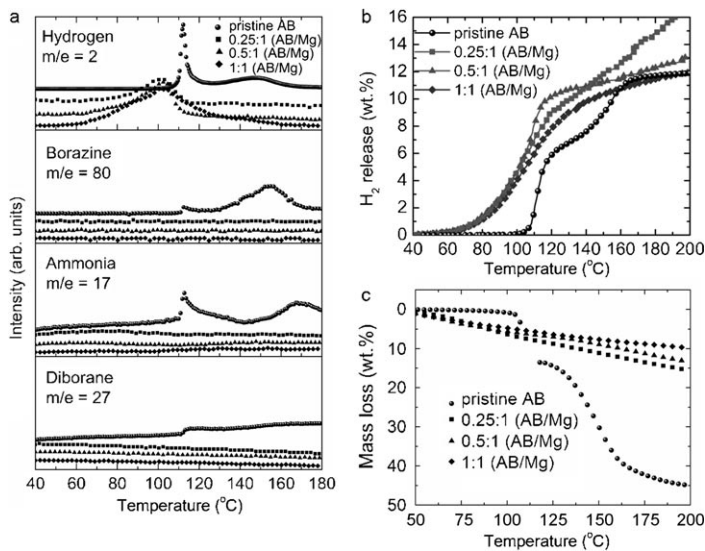 a
Hydrogen
m/e = 2
pristine AB
0.25:1 (AB/Mg)
0.5:1 (AB/Mg)
1:1 (AB/Mg)
Borazine
m/e = 80
Ammonia
m/e = 17
Diborane
m/e = 27
Intensity (arb. units)
40 60 80 100 120 140 160 180
Temperature (°C)
b
16
14
12
10
8
6
4
2
0
pristine AB
0.25:1 (AB/Mg)
0.5:1 (AB/Mg)
1:1 (AB/Mg)
H2 release (wt.%)
40 60 80 100 120 140 160 180 200
Temperature (°C)
c
0
10
15
20
30
40
45
50
pristine AB
0.25:1 (AB/Mg)
0.5:1 (AB/Mg)
1:1 (AB/Mg)
Mass loss (wt.%)
50 75 100 125 150 175 200
Temperature (°C)